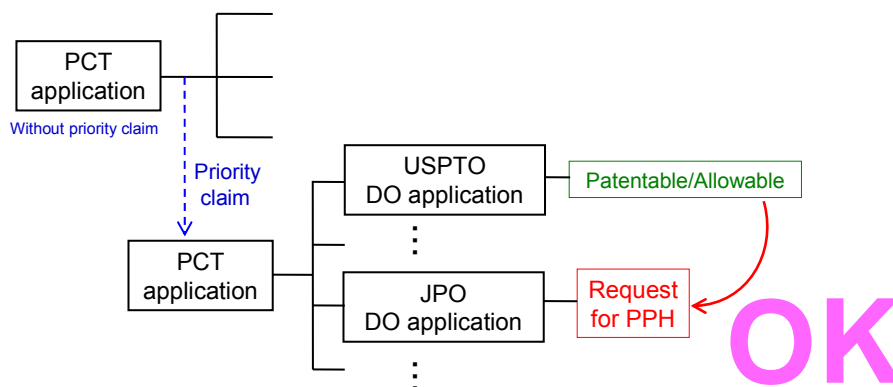 PCT
application
Without priority claim
Priority
claim
USPTO
DO application
Patentable/Allowable
PCT
application
JPO
DO application
Request
for PPH
OK